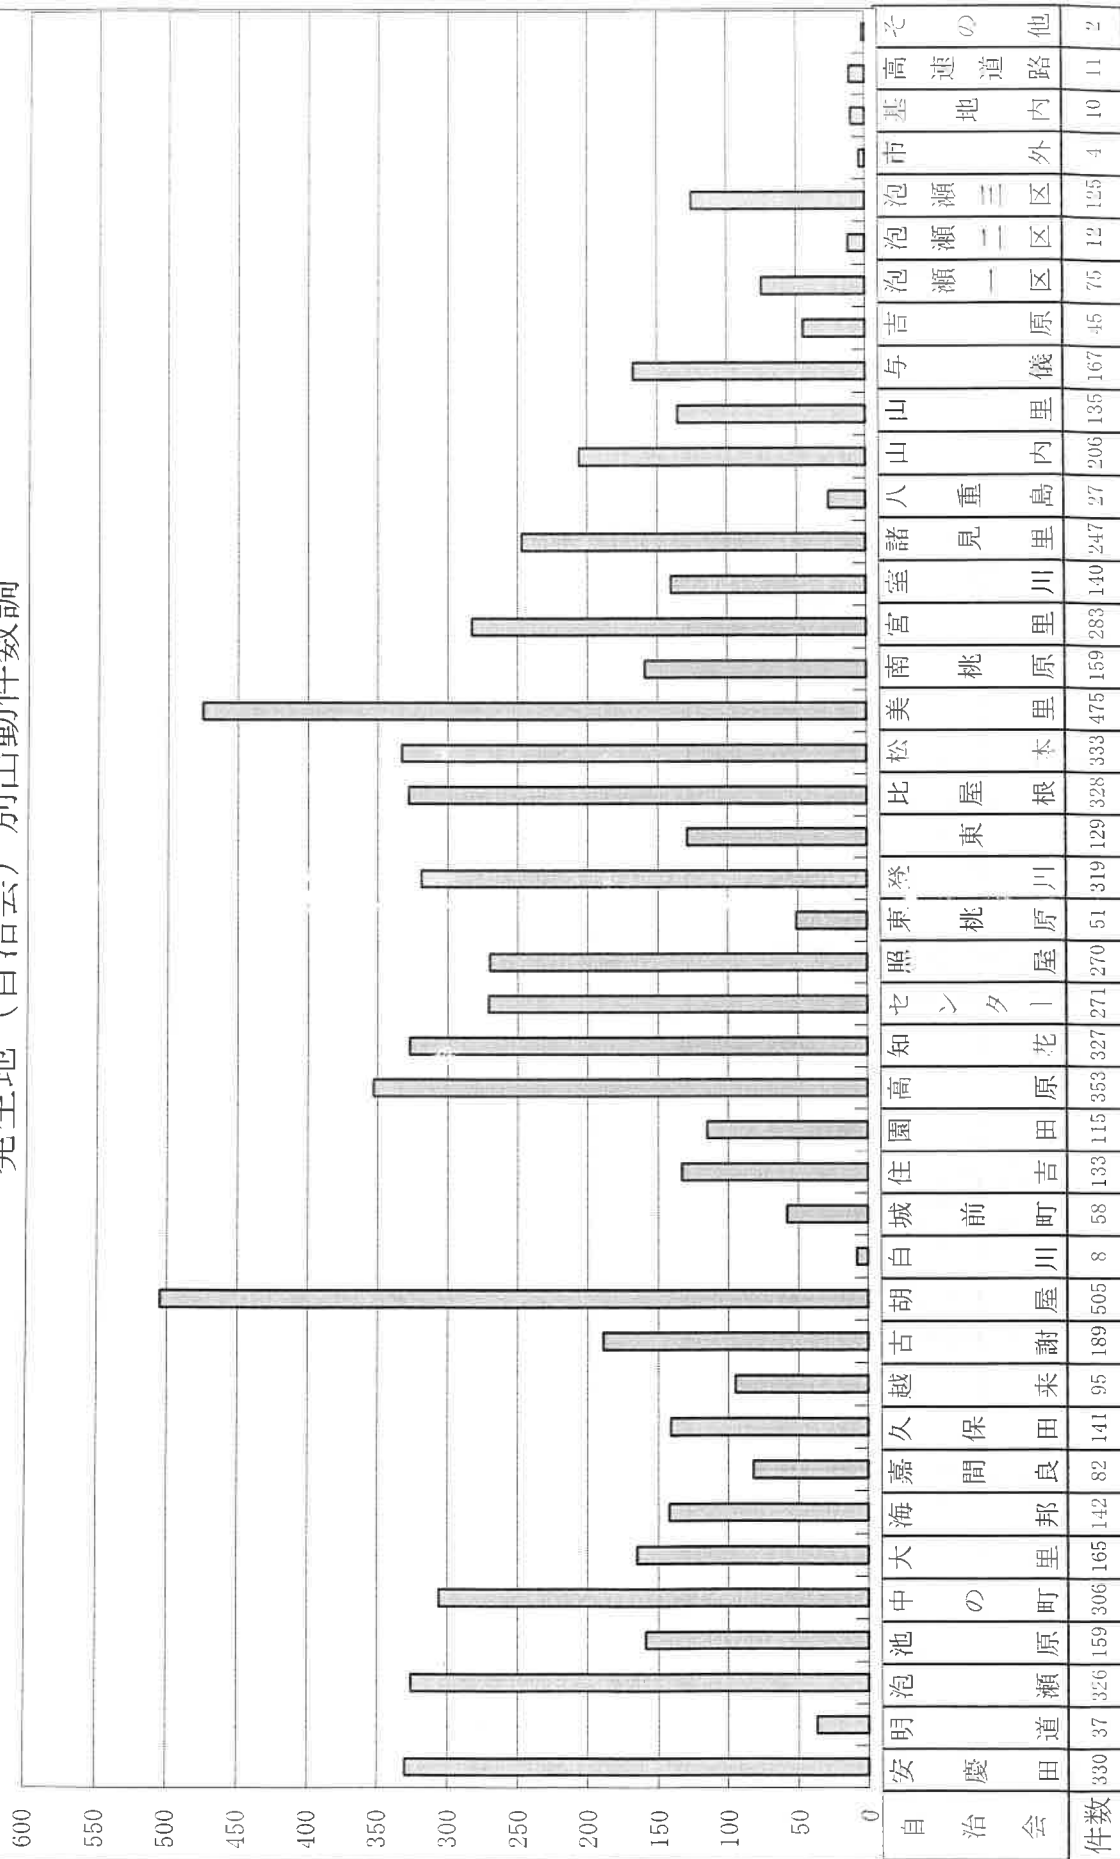 発生地（自治会）別出動件数調
600
550
500
450
400
350
300
250
200
150
100
50
0
自治会 件数
安慶田 330
明道 37
泡瀬 326
池原 159
中の町 306
大里 165
海邦 142
嘉間良 82
久保田 141
越来 95
古謝 189
胡屋 505
白川 8
城前町 58
住吉 133
園田 115
高原 353
知花 327
センター 271
照屋 270
東桃原 51
登川 319
東 129
比屋根 328
松本 333
美里 475
南桃原 159
宮里 283
室川 140
諸見里 247
八重島 27
山内 206
山里 135
与儀 167
吉原 45
泡瀬一区 75
泡瀬二区 12
泡瀬三区 125
市外 4
基地内 10
高速道路 11
その他 2